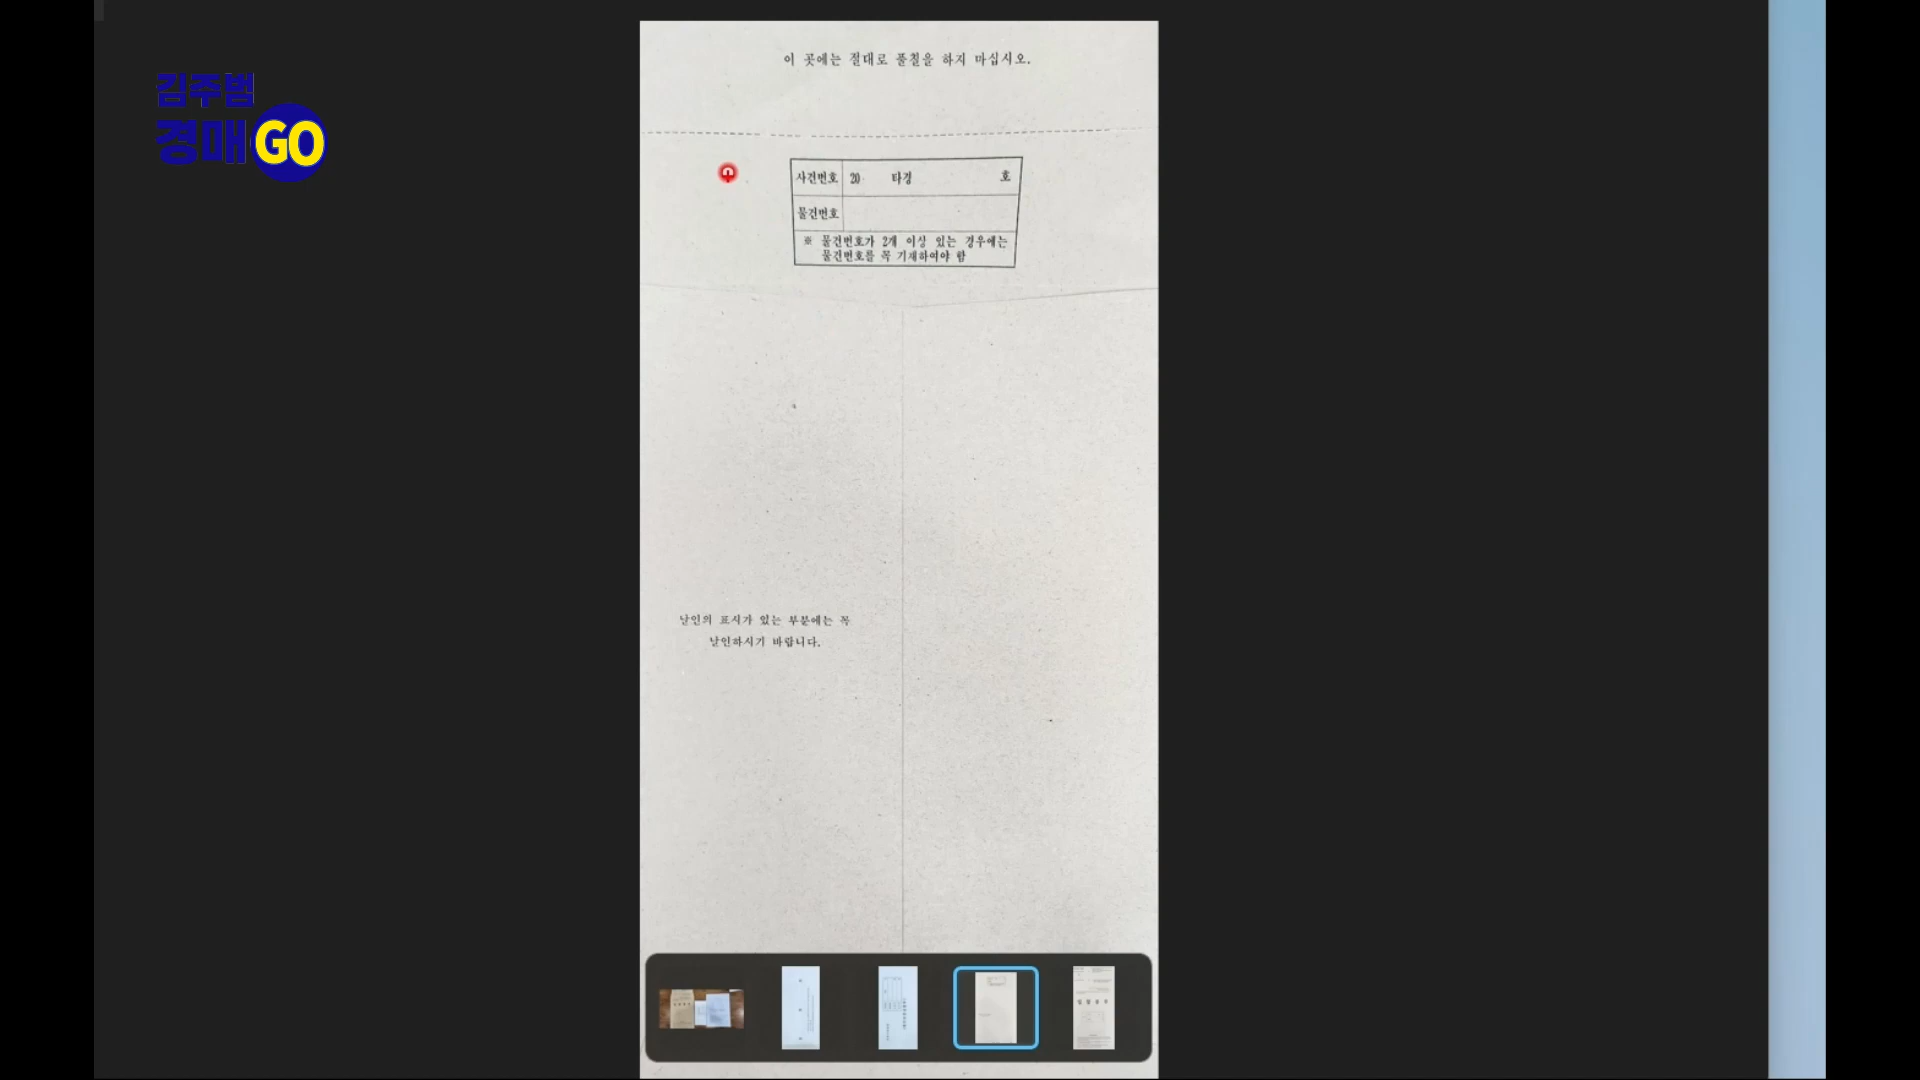 김주범
경매GO
이 곳에는 절대로 풀칠을 하지 마십시오.
사건번호 20 타경 호
물건번호
※ 물건번호가 2개 이상 있는 경우에는
물건번호를 꼭 기재하여야 함
날인의 표시가 있는 부분에는 꼭
날인하시기 바랍니다.